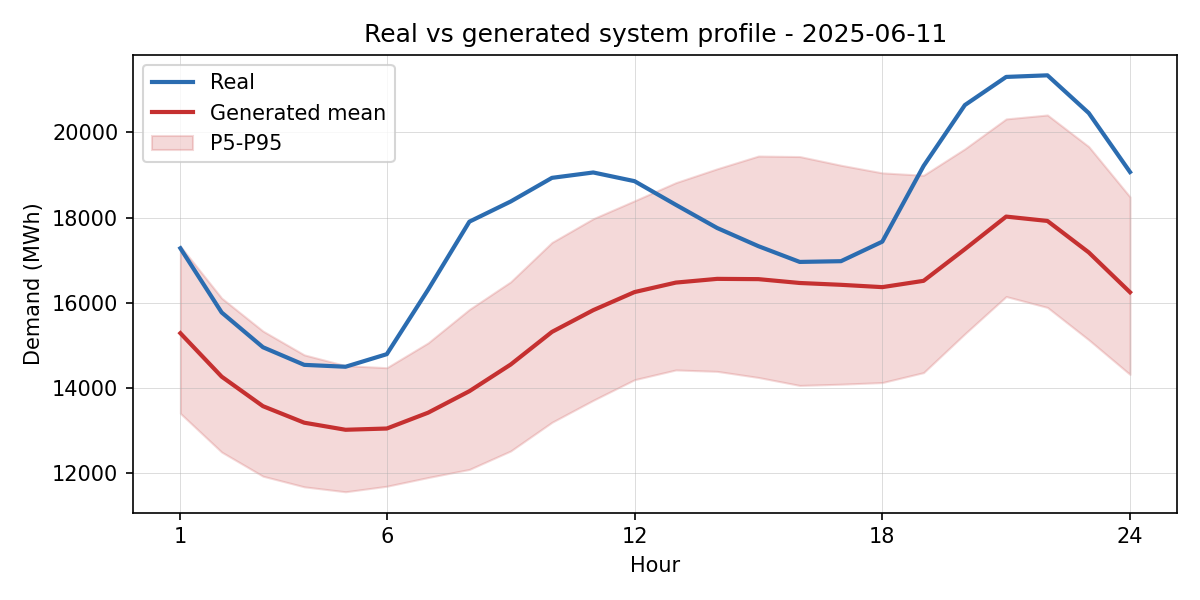 Real vs generated system profile - 2025-06-11
Real
Generated mean
P5-P95
Demand (MWh)
20000
18000
16000
14000
12000
1 6 12 18 24
Hour